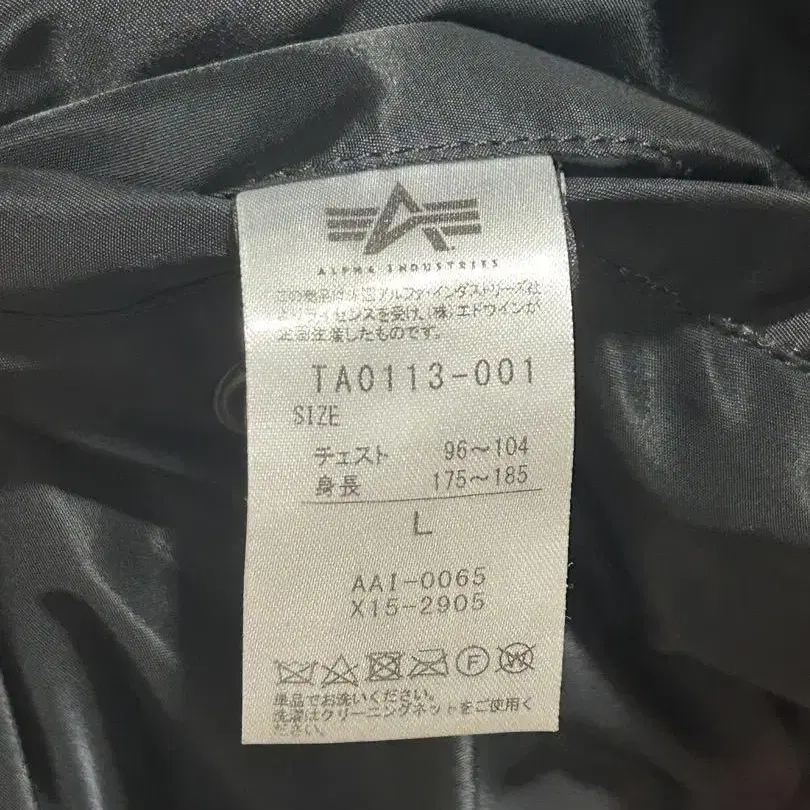 ALPHA INDUSTRIES
この商品は米国アルファ・インダストリーズ社
よりライセンスを受け、(株)エドウインが
企画生産したものです。
TA0113-001
SIZE
チェスト 96～104
身長 175～185
L
AAI-0065
X15-2905
F W
単品でお洗いください。
洗濯はクリーニングネットをご使用く
ださい。